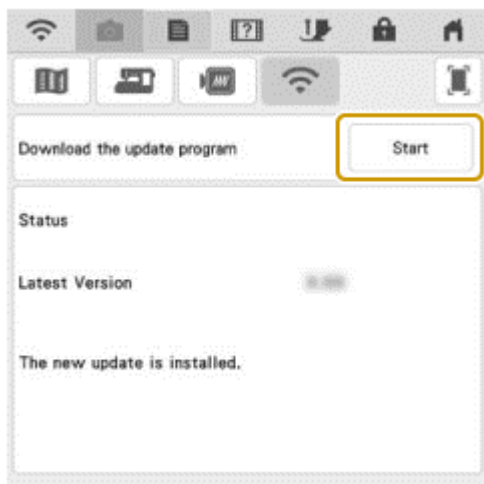 Download the update program
Start
Status
Latest Version
The new update is installed.